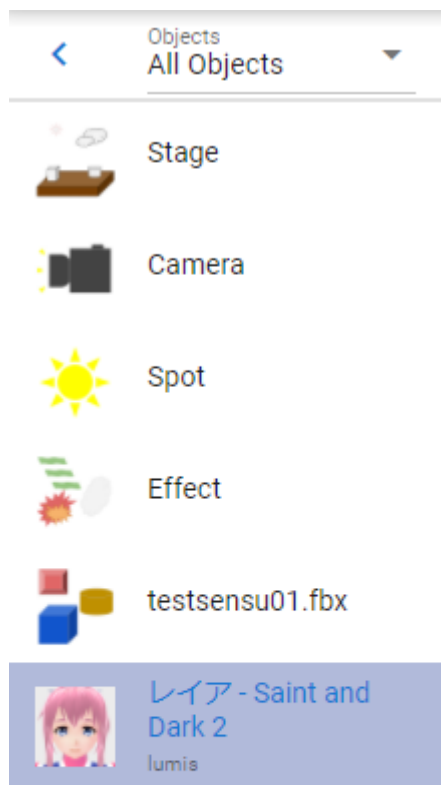 Objects
All Objects
Stage
Camera
Spot
Effect
testsensu01.fbx
レイア - Saint and
Dark 2
lumis